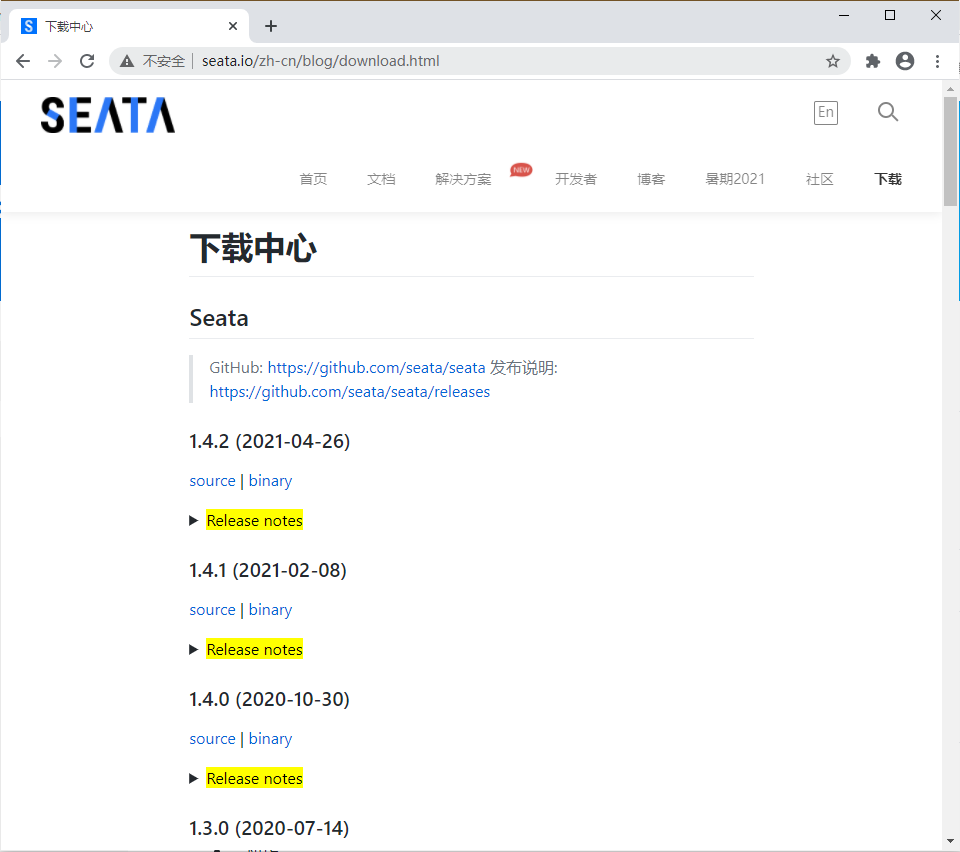 下载中心
不安全 | seata.io/zh-cn/blog/download.html
SEATA
En
首页 文档 解决方案 NEW 开发者 博客 暑期2021 社区 下载
下载中心
Seata
GitHub: https://github.com/seata/seata 发布说明:
https://github.com/seata/seata/releases
1.4.2 (2021-04-26)
source | binary
Release notes
1.4.1 (2021-02-08)
source | binary
Release notes
1.4.0 (2020-10-30)
source | binary
Release notes
1.3.0 (2020-07-14)